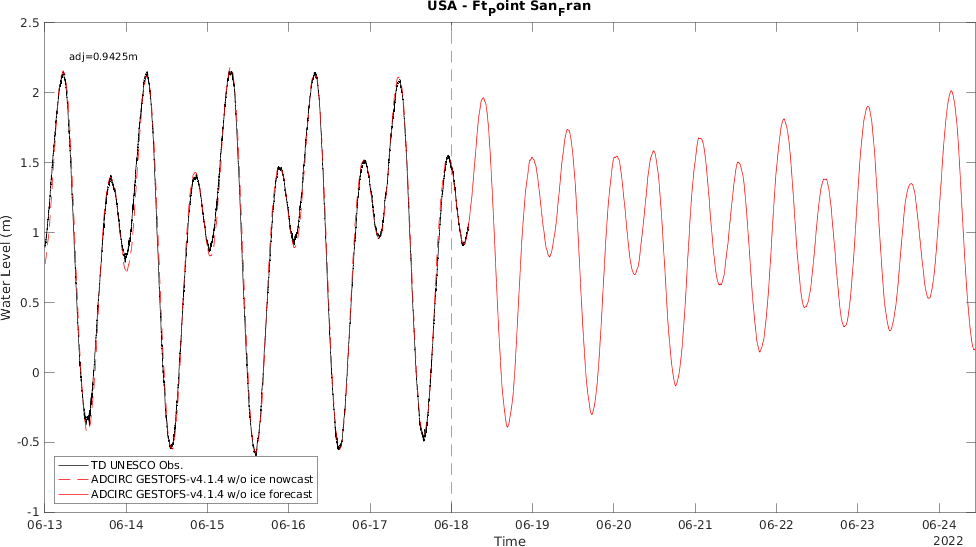 USA - Ft_Point San_Fran
adj=0.9425m
2.5
2
1.5
1
0.5
0
-0.5
-1
Water Level (m)
TD UNESCO Obs.
ADCIRC GESTOFS-v4.1.4 w/o ice nowcast
ADCIRC GESTOFS-v4.1.4 w/o ice forecast
06-13 06-14 06-15 06-16 06-17 06-18 06-19 06-20 06-21 06-22 06-23 06-24
Time
2022